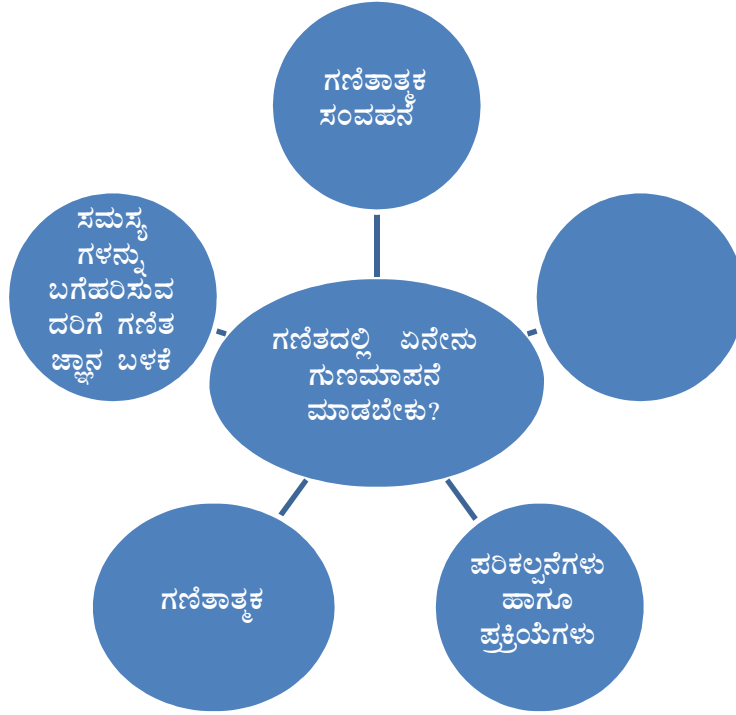 ಗಣಿತಾತ್ಮಕ
ಸಂವಹನೆ
ಸಮಸ್ಯ
ಗಳನ್ನು
ಬಗೆಹರಿಸುವ
ದರಿಗೆ ಗಣಿತ
ಜ್ಞಾನ ಬಳಕೆ
ಗಣಿತದಲ್ಲಿ ಏನೇನು
ಗುಣಮಾಪನೆ
ಮಾಡಬೇಕು?
ಗಣಿತಾತ್ಮಕ
ಪರಿಕಲ್ಪನೆಗಳು
ಹಾಗೂ
ಪ್ರಕ್ರಿಯೆಗಳು